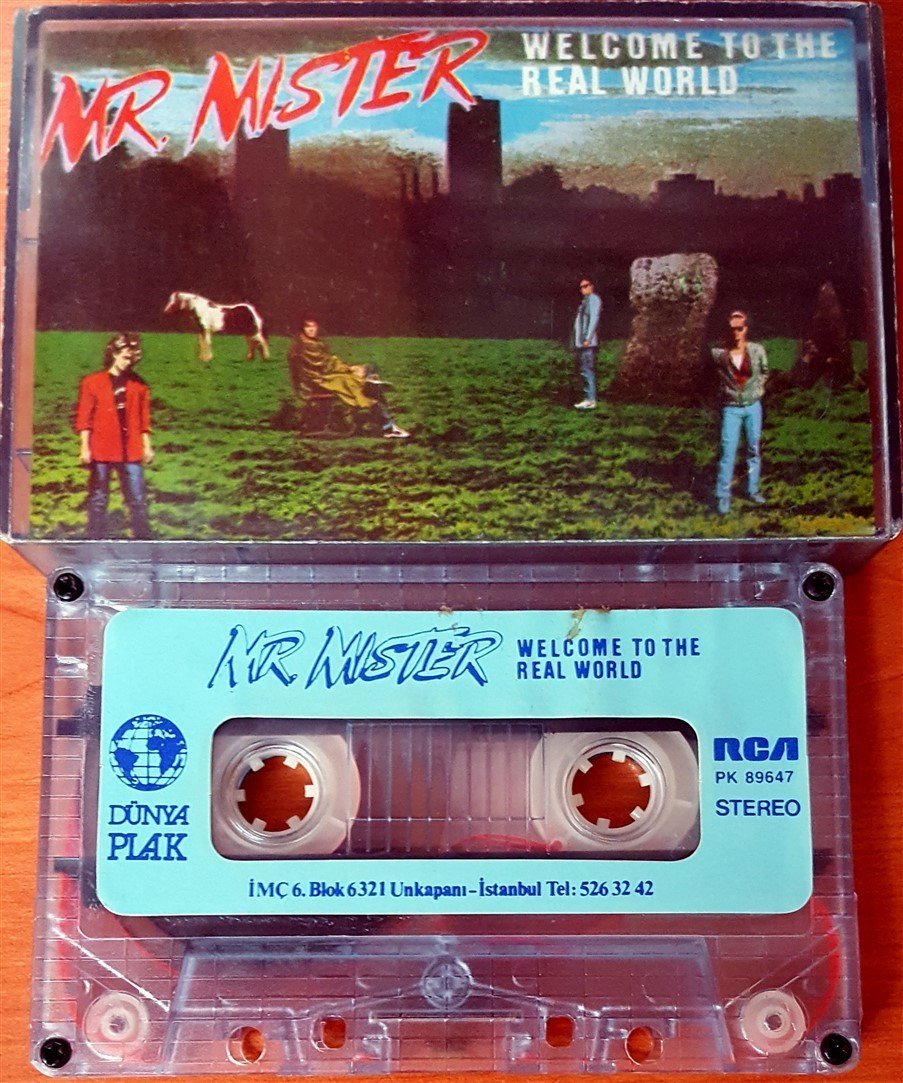 MR. MISTER
WELCOME TO THE
REAL WORLD
MR. MISTER
WELCOME TO THE
REAL WORLD
DÜNYA
PLAK
RCA
PK 89647
STEREO
İMÇ 6. Blok 6321 Unkapanı-İstanbul Tel: 526 32 42